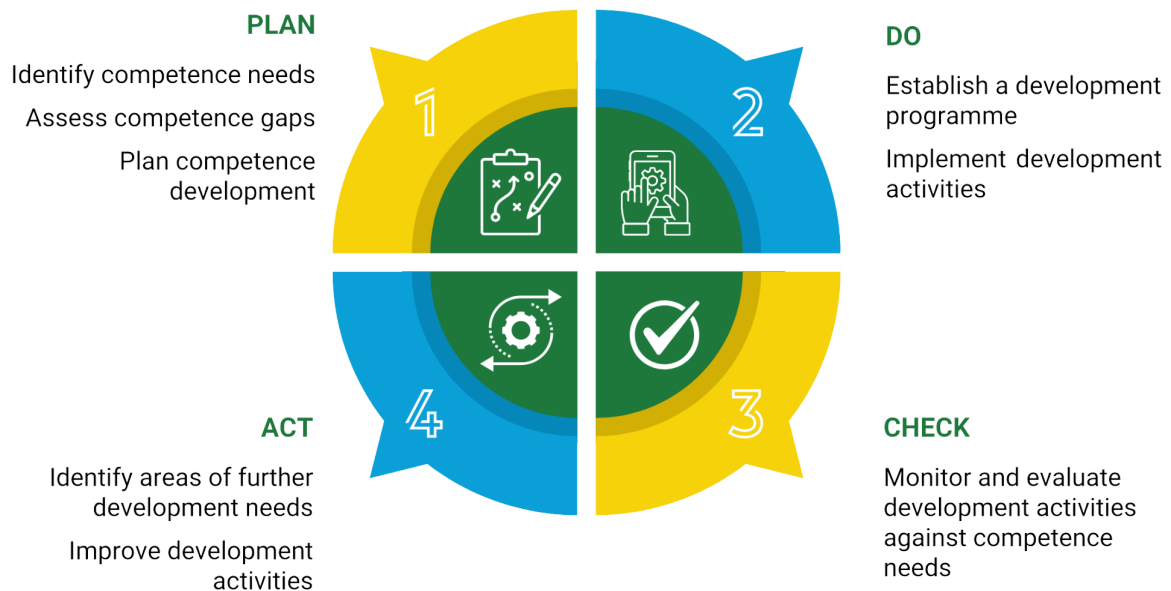 PLAN
Identify competence needs
Assess competence gaps
Plan competence
development
1
2
DO
Establish a development
programme
Implement development
activities
4
ACT
Identify areas of further
development needs
Improve development
activities
3
CHECK
Monitor and evaluate
development activities
against competence
needs